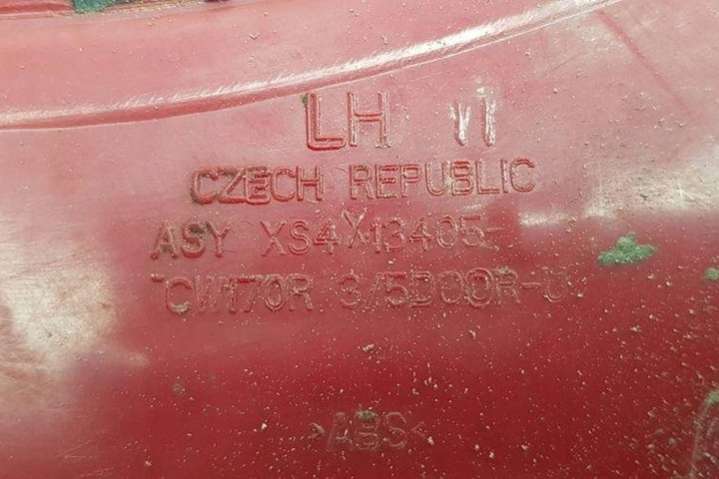 LH
CZECH REPUBLIC
ASY XS4X13405-
CW170R 3/5DOOR-U
>ABS<